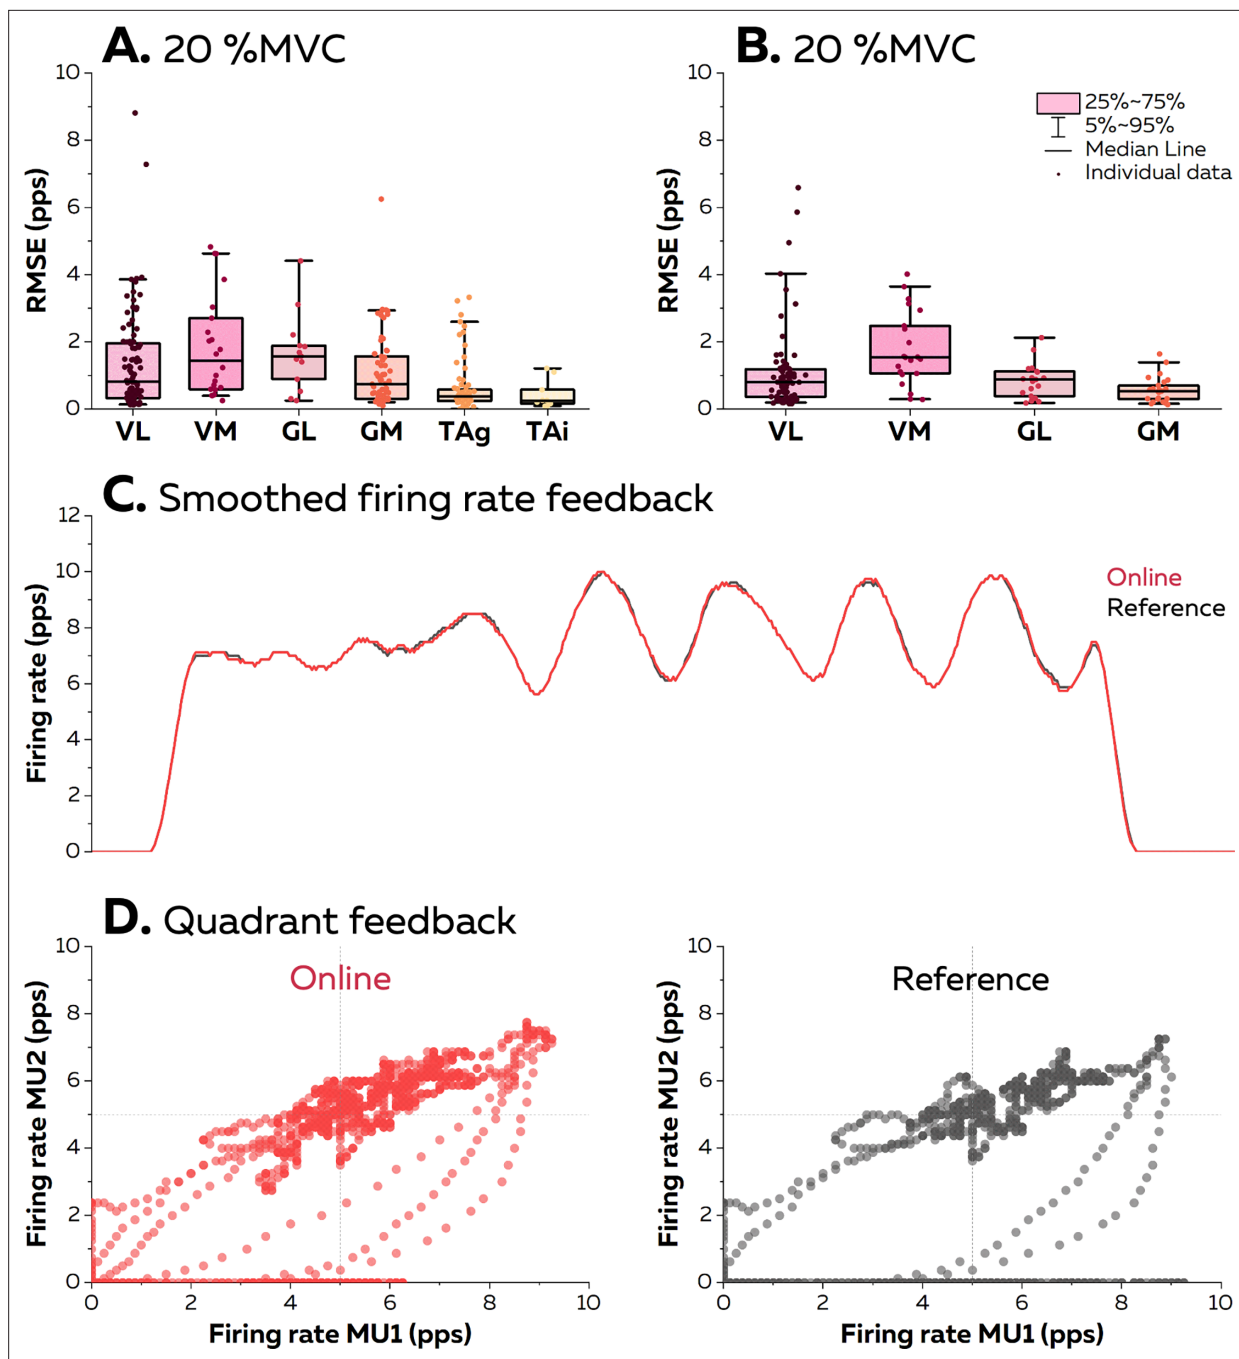 A. 20 %MVC
10
8
6
4
2
0
RMSE (pps)
VL VM GL GM TAg TAi
B. 20 %MVC
10
8
6
4
2
0
RMSE (pps)
25%~75%
5%~95%
Median Line
Individual data
VL VM GL GM
C. Smoothed firing rate feedback
12
10
8
6
4
2
0
Firing rate (pps)
Online
Reference
D. Quadrant feedback
Online
10
8
6
4
2
0
Firing rate MU2 (pps)
0 2 4 6 8 10
Firing rate MU1 (pps)
Reference
10
8
6
4
2
0
Firing rate MU2 (pps)
0 2 4 6 8 10
Firing rate MU1 (pps)